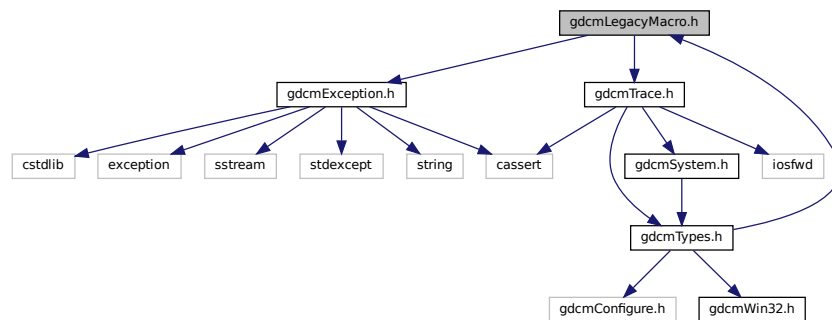 gdcmLegacyMacro.h
gdcmException.h
gdcmTrace.h
cstdlib
exception
sstream
stdexcept
string
cassert
gdcmSystem.h
iosfwd
gdcmTypes.h
gdcmConfigure.h
gdcmWin32.h